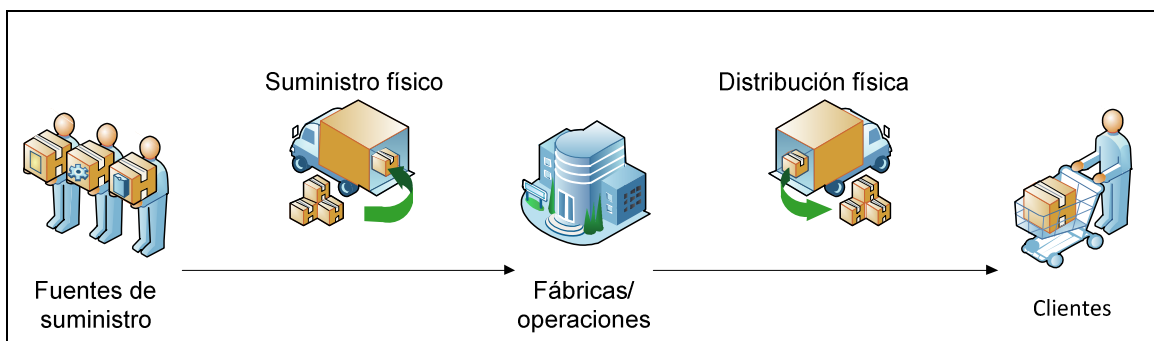 Suministro físico
Distribución física
Fuentes de
suministro
Fábricas/
operaciones
Clientes